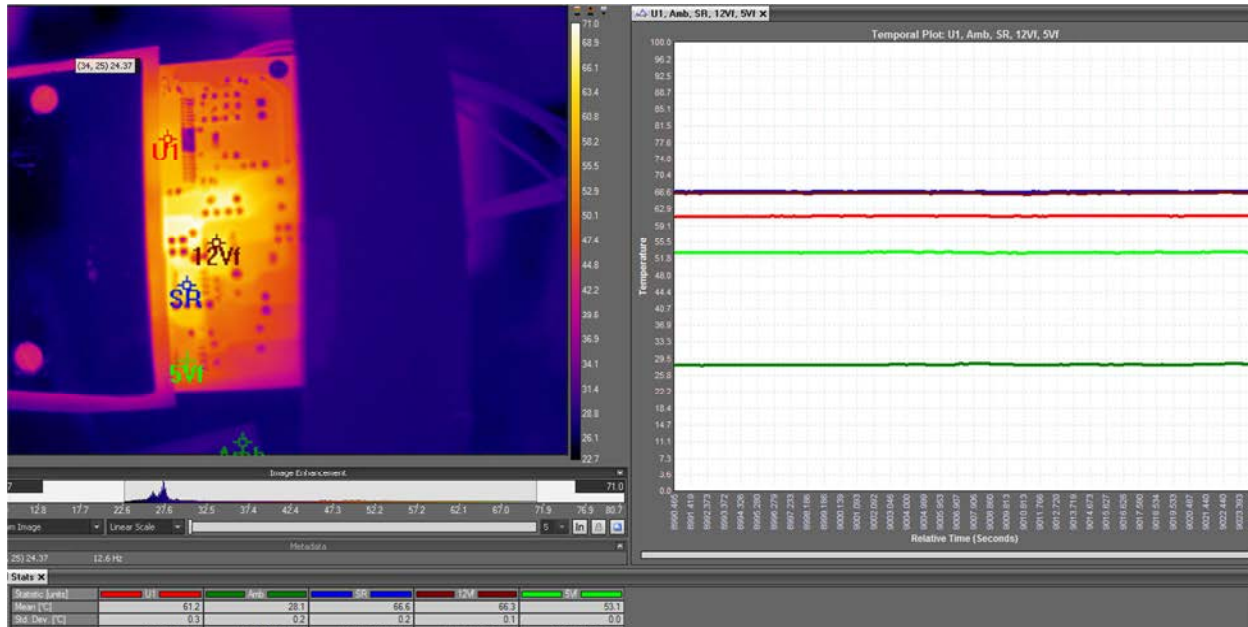 (34, 25) 24.37
U1
12Vf
SR
5Vf
Amb
71.0
68.9
66.1
63.4
60.8
58.2
55.5
52.9
50.1
47.4
44.8
42.2
39.5
36.9
34.1
31.4
28.8
26.1
22.7
Image Enhancement
71.0
12.8 17.7 22.6 27.6 32.5 37.4 42.4 47.3 52.2 57.2 62.1 67.0 71.9 76.9 80.7
Linear Scale 5 In
Metadata
25) 24.37 12.6 Hz
U1, Amb, SR, 12Vf, 5Vf X
Temporal Plot: U1, Amb, SR, 12Vf, 5Vf
Temperature
100.0
96.2
92.5
88.7
85.1
81.5
77.6
74.0
70.4
66.6
62.9
59.1
55.5
51.8
48.0
44.4
40.6
36.9
33.3
29.5
25.8
22.2
18.4
14.7
11.1
7.3
3.6
0.0
Relative Time (Seconds)
Stats X
Statistic [units] U1 Amb SR 12Vf 5Vf
Mean [°C] 61.2 28.1 66.6 66.3 53.1
Std. Dev. [°C] 0.3 0.2 0.2 0.1 0.0